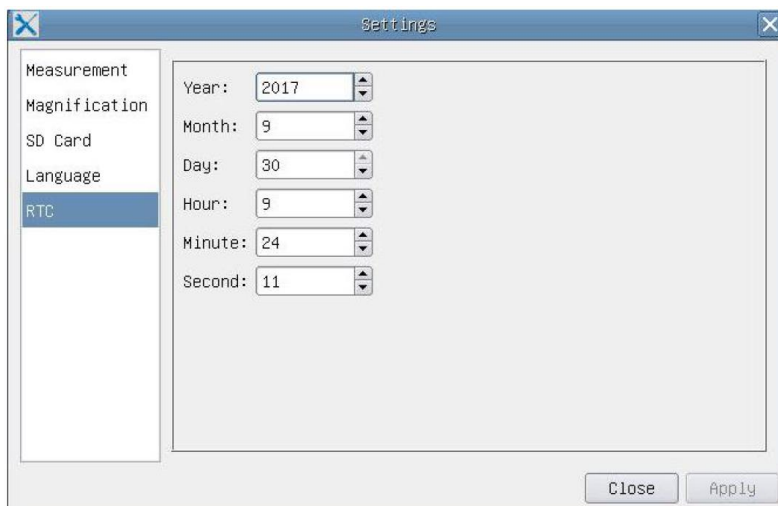 Settings
Measurement
Magnification
SD Card
Language
RTC
Year: 2017
Month: 9
Day: 30
Hour: 9
Minute: 24
Second: 11
Close
Apply